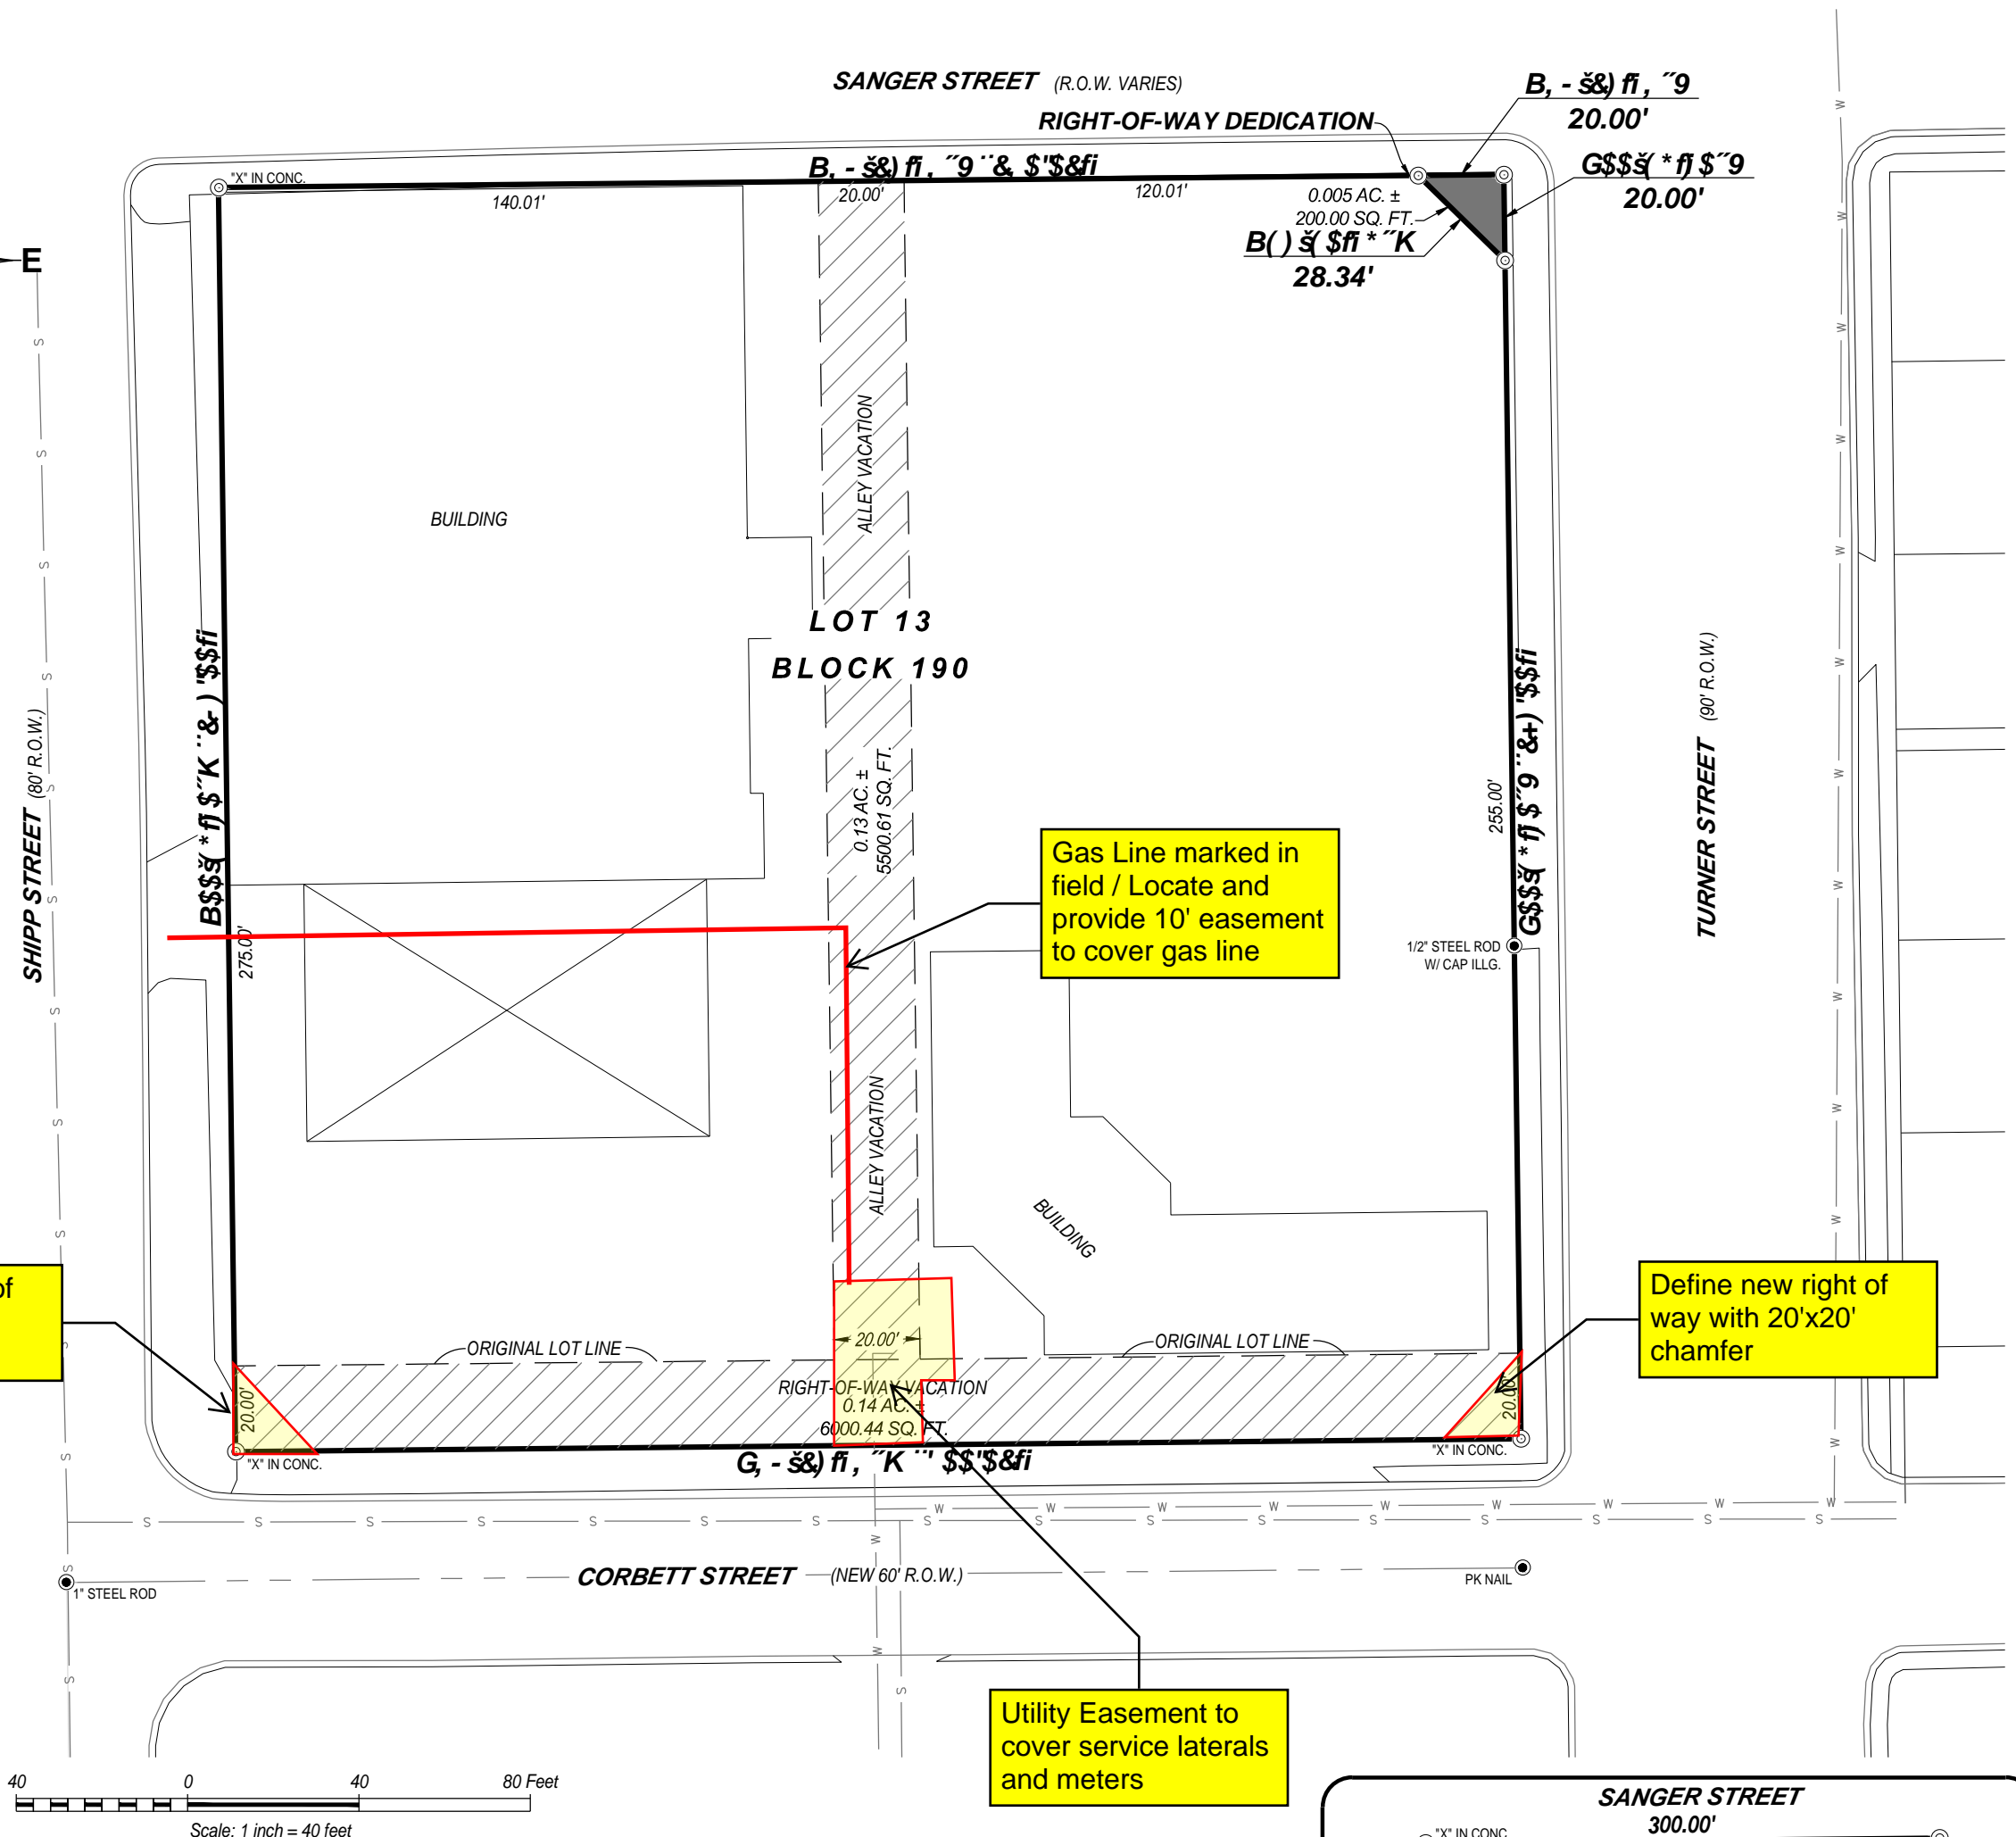 SANGER STREET (R.O.W. VARIES)
RIGHT-OF-WAY DEDICATION
20.00'
20.00'
"X" IN CONC.
140.01'
20.00'
120.01'
0.005 AC. ±
200.00 SQ. FT.
28.34'
E
BUILDING
ALLEY VACATION
LOT 13
BLOCK 190
0.13 AC. ±
5500.61 SQ. FT.
SHIPP STREET (80' R.O.W.)
275.00'
255.00'
TURNER STREET (90' R.O.W.)
Gas Line marked in
field / Locate and
provide 10' easement
to cover gas line
1/2" STEEL ROD
W/ CAP ILLG.
ALLEY VACATION
BUILDING
of
Define new right of
way with 20'x20'
chamfer
ORIGINAL LOT LINE
20.00'
ORIGINAL LOT LINE
20.00'
RIGHT-OF-WAY VACATION
0.14 AC. ±
6000.44 SQ. FT.
20.00'
"X" IN CONC.
"X" IN CONC.
CORBETT STREET (NEW 60' R.O.W.)
1" STEEL ROD
PK NAIL
Utility Easement to
cover service laterals
and meters
40 0 40 80 Feet
Scale: 1 inch = 40 feet
SANGER STREET
300.00'
"X" IN CONC.